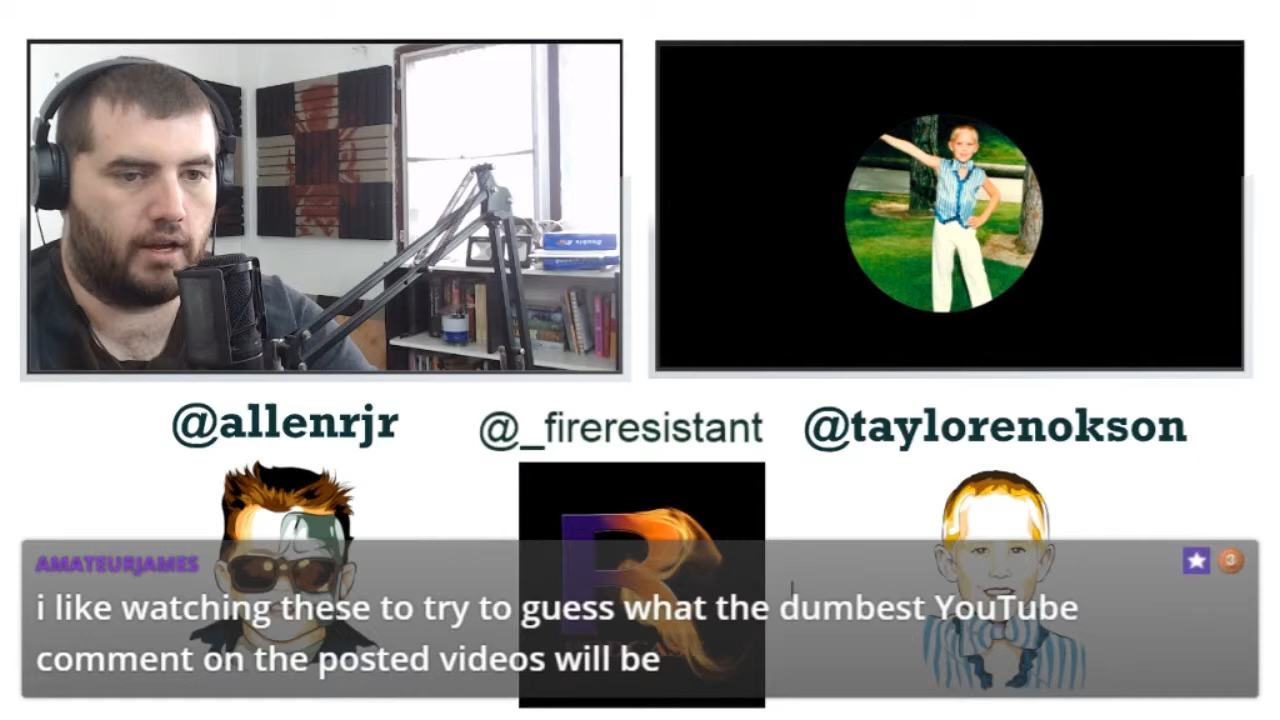 @allenrjr
@_fireresistant
@taylorenokson
R
AMATEURJAMES
3
i like watching these to try to guess what the dumbest YouTube
comment on the posted videos will be